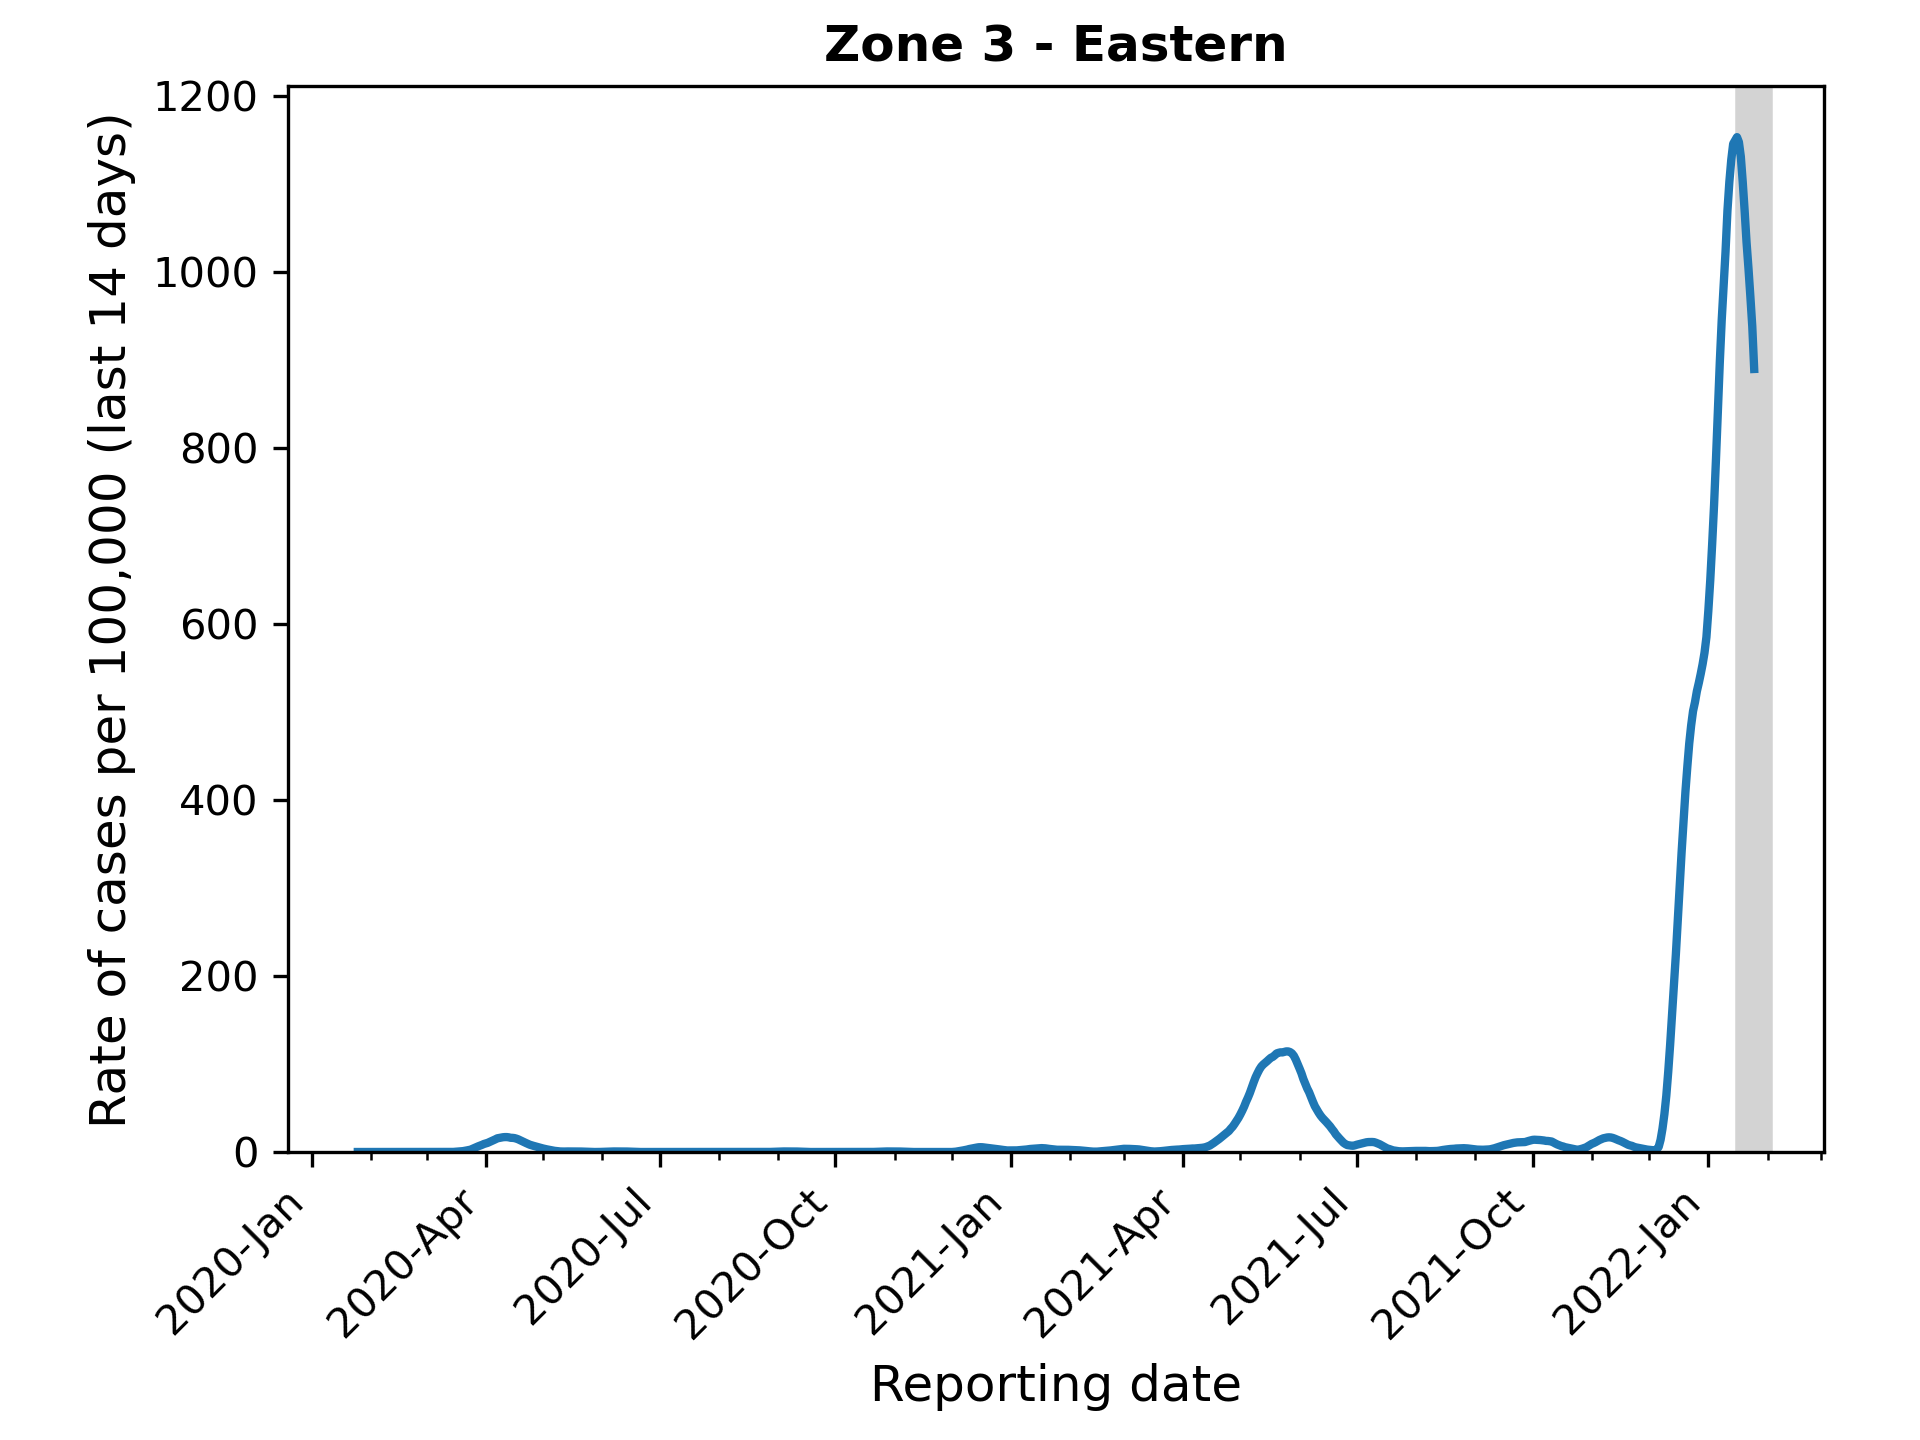 Zone 3 - Eastern
Rate of cases per 100,000 (last 14 days)
1200
1000
800
600
400
200
0
2020-Jan
2020-Apr
2020-Jul
2020-Oct
2021-Jan
2021-Apr
2021-Jul
2021-Oct
2022-Jan
Reporting date